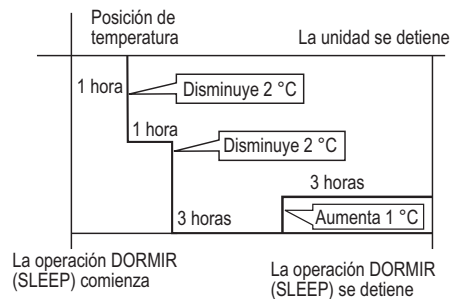 Posición de
temperatura
La unidad se detiene
1 hora
Disminuye 2 °C
1 hora
Disminuye 2 °C
3 horas
3 horas
Aumenta 1 °C
La operación DORMIR
(SLEEP) comienza
La operación DORMIR
(SLEEP) se detiene